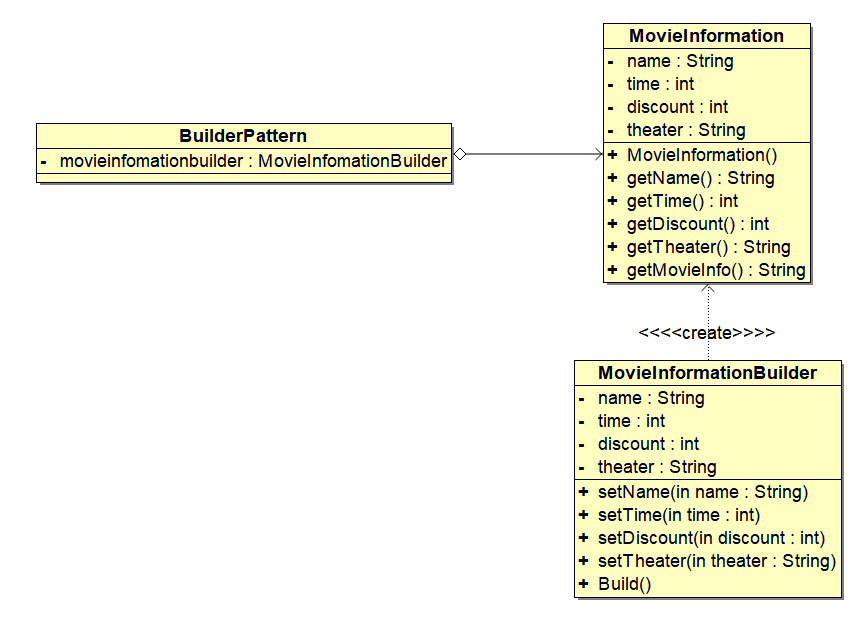 BuilderPattern
- movieinfomationbuilder : MovieInfomationBuilder
MovieInformation
- name : String
- time : int
- discount : int
- theater : String
+ MovieInformation()
+ getName() : String
+ getTime() : int
+ getDiscount() : int
+ getTheater() : String
+ getMovieInfo() : String
<<<<create>>>>
MovieInformationBuilder
- name : String
- time : int
- discount : int
- theater : String
+ setName(in name : String)
+ setTime(in time : int)
+ setDiscount(in discount : int)
+ setTheater(in theater : String)
+ Build()